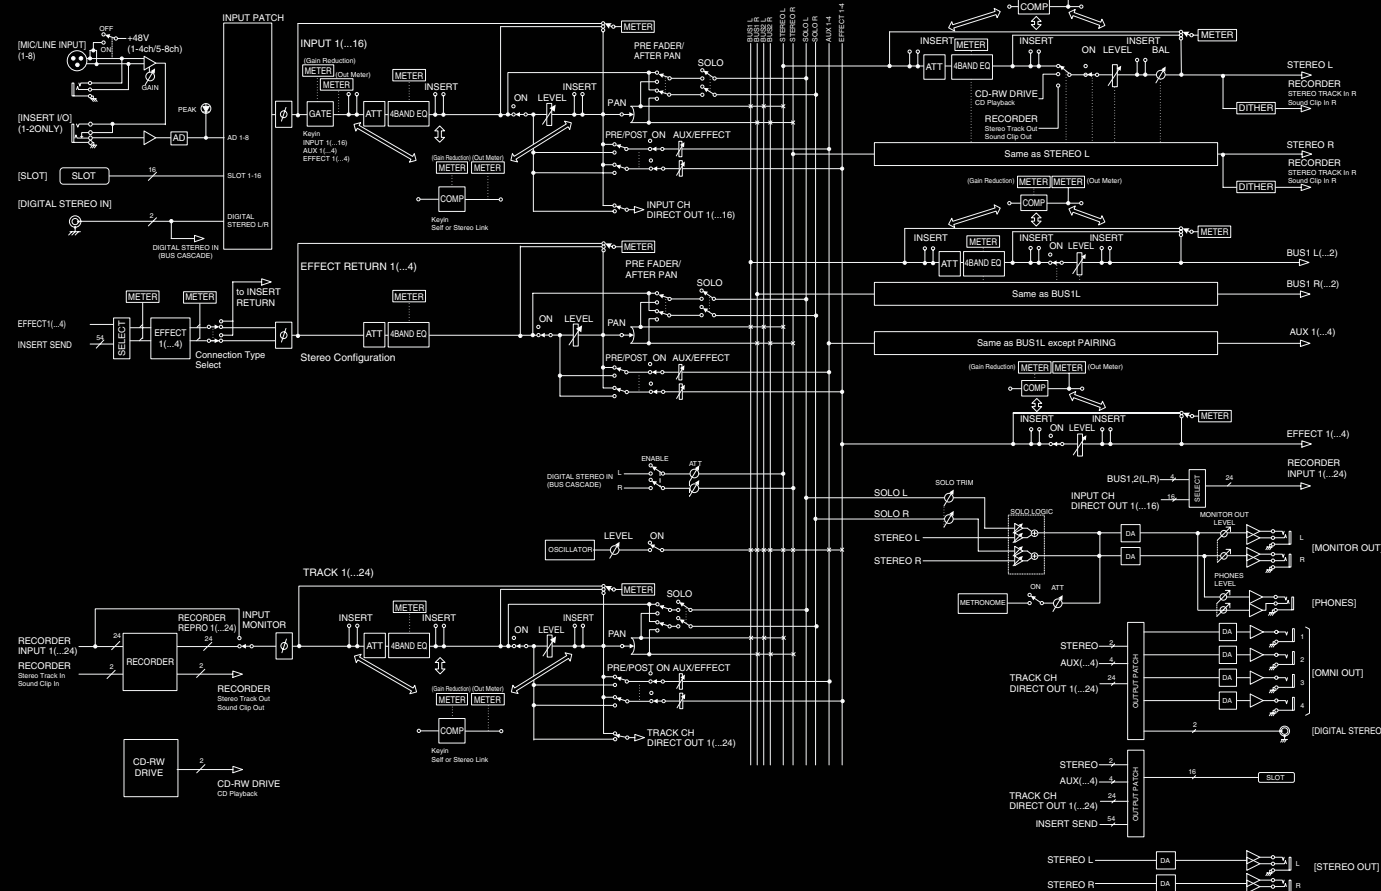 INPUT PATCH
[MIC/LINE INPUT]
(1-8)
OFF
ON
+48V
(1-4ch/5-8ch)
GAIN
PEAK
[INSERT I/O]
(1-2ONLY)
AD
AD 1-8
[SLOT]
SLOT
16
SLOT 1-16
[DIGITAL STEREO IN]
2
DIGITAL
STEREO L/R
DIGITAL STEREO IN
(BUS CASCADE)
INPUT 1(...16)
(Gain Reduction)
METER
(Out Meter)
METER
METER
INSERT
INSERT
GATE
ATT
4BAND EQ
Keyin
INPUT 1(...16)
AUX 1(...4)
EFFECT 1(...4)
(Gain Reduction)
(Out Meter)
METER
METER
COMP
Keyin
Self or Stereo Link
ON
LEVEL
INSERT
METER
PRE FADER/
AFTER PAN
SOLO
PAN
PRE/POST
ON
AUX/EFFECT
INPUT CH
DIRECT OUT 1(...16)
EFFECT RETURN 1(...4)
METER
METER
to INSERT
RETURN
EFFECT1(...4)
INSERT SEND
54
SELECT
EFFECT
1(...4)
Connection Type
Select
Stereo Configuration
METER
ATT
4BAND EQ
ON
LEVEL
METER
PRE FADER/
AFTER PAN
SOLO
PAN
PRE/POST
ON
AUX/EFFECT
DIGITAL STEREO IN
(BUS CASCADE)
L
R
ENABLE
ATT
OSCILLATOR
LEVEL
ON
TRACK 1(...24)
RECORDER
INPUT 1(...24)
24
RECORDER
Stereo Track In
Sound Clip In
2
RECORDER
RECORDER
REPRO 1(...24)
24
INPUT
MONITOR
2
RECORDER
Stereo Track Out
Sound Clip Out
INSERT
METER
INSERT
ATT
4BAND EQ
(Gain Reduction)
(Out Meter)
METER
METER
COMP
Keyin
Self or Stereo Link
ON
LEVEL
INSERT
METER
SOLO
PAN
PRE/POST
ON
AUX/EFFECT
TRACK CH
DIRECT OUT 1(...24)
CD-RW
DRIVE
2
CD-RW DRIVE
CD Playback
BUS1 L
BUS1 R
BUS2 L
BUS2 R
STEREO L
STEREO R
SOLO L
SOLO R
AUX 1-4
EFFECT 1-4
COMP
METER
INSERT
METER
INSERT
ATT
4BAND EQ
ON
LEVEL
INSERT
BAL
CD-RW DRIVE
CD Playback
RECORDER
Stereo Track Out
Sound Clip Out
STEREO L
RECORDER
STEREO TRACK In R
Sound Clip In R
DITHER
Same as STEREO L
STEREO R
RECORDER
STEREO TRACK In R
Sound Clip In R
DITHER
(Gain Reduction)
METER
METER
(Out Meter)
COMP
METER
INSERT
METER
INSERT
ATT
4BAND EQ
ON
LEVEL
INSERT
BUS1 L(...2)
Same as BUS1L
BUS1 R(...2)
Same as BUS1L except PAIRING
AUX 1(...4)
(Gain Reduction)
METER
METER
(Out Meter)
COMP
METER
INSERT
ON
LEVEL
INSERT
EFFECT 1(...4)
BUS1,2(L,R)
4
INPUT CH
DIRECT OUT 1(...16)
16
SELECT
24
RECORDER
INPUT 1(...24)
SOLO TRIM
SOLO L
SOLO R
STEREO L
STEREO R
SOLO LOGIC
METRONOME
ON
ATT
DA
DA
MONITOR OUT
LEVEL
L
R
[MONITOR OUT]
PHONES
LEVEL
[PHONES]
STEREO
2
AUX(...4)
4
TRACK CH
DIRECT OUT 1(...24)
24
OUTPUT PATCH
DA
DA
DA
DA
1
2
3
4
[OMNI OUT]
2
[DIGITAL STEREO
STEREO
2
AUX(...4)
4
TRACK CH
DIRECT OUT 1(...24)
24
INSERT SEND
54
OUTPUT PATCH
16
SLOT
STEREO L
DA
L
[STEREO OUT]
STEREO R
DA
R